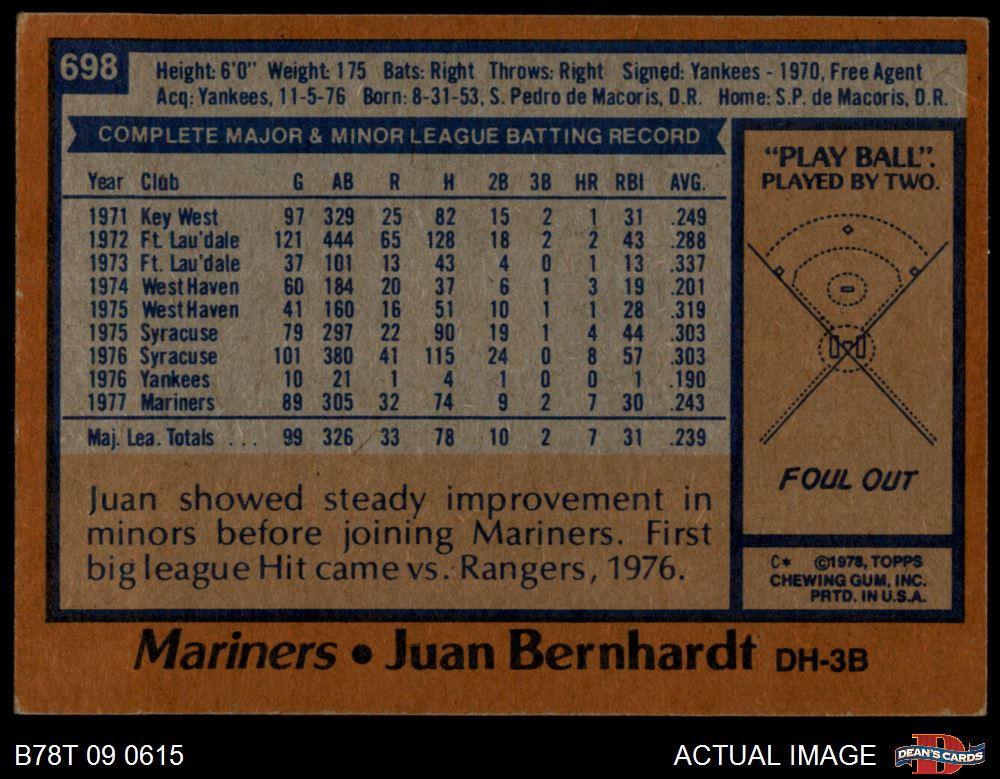 698
Height: 6'0" Weight: 175 Bats: Right Throws: Right Signed: Yankees - 1970, Free Agent
Acq: Yankees, 11-5-76 Born: 8-31-53, S. Pedro de Macoris, D.R. Home: S.P. de Macoris, D.R.
COMPLETE MAJOR & MINOR LEAGUE BATTING RECORD
Year Club G AB R H 2B 3B HR RBI AVG.
1971 Key West 97 329 25 82 15 2 1 31 .249
1972 Ft. Lau'dale 121 444 65 128 18 2 2 43 .288
1973 Ft. Lau'dale 37 101 13 43 4 0 1 13 .337
1974 West Haven 60 184 20 37 6 1 3 19 .201
1975 West Haven 41 160 16 51 10 1 1 28 .319
1975 Syracuse 79 297 22 90 19 1 4 44 .303
1976 Syracuse 101 380 41 115 24 0 8 57 .303
1976 Yankees 10 21 1 4 1 0 0 1 .190
1977 Mariners 89 305 32 74 9 2 7 30 .243
Maj. Lea. Totals ... 99 326 33 78 10 2 7 31 .239
Juan showed steady improvement in
minors before joining Mariners. First
big league Hit came vs. Rangers, 1976.
"PLAY BALL".
PLAYED BY TWO.
FOUL OUT
C* ©1978, TOPPS
CHEWING GUM, INC.
PRTD. IN U.S.A.
Mariners • Juan Bernhardt DH-3B
B78T 09 0615
ACTUAL IMAGE
D
DEAN'S CARDS